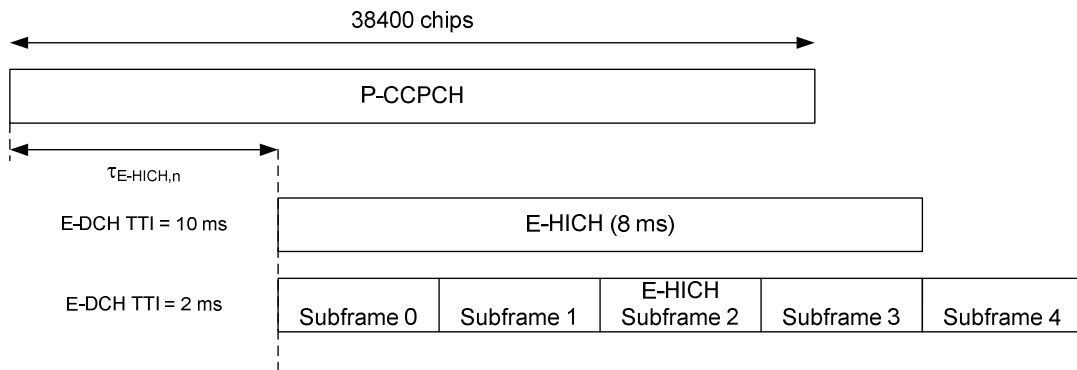 38400 chips
P-CCPCH
τE-HICH,n
E-DCH TTI = 10 ms
E-HICH (8 ms)
E-DCH TTI = 2 ms
E-HICH
Subframe 0 Subframe 1 Subframe 2 Subframe 3 Subframe 4